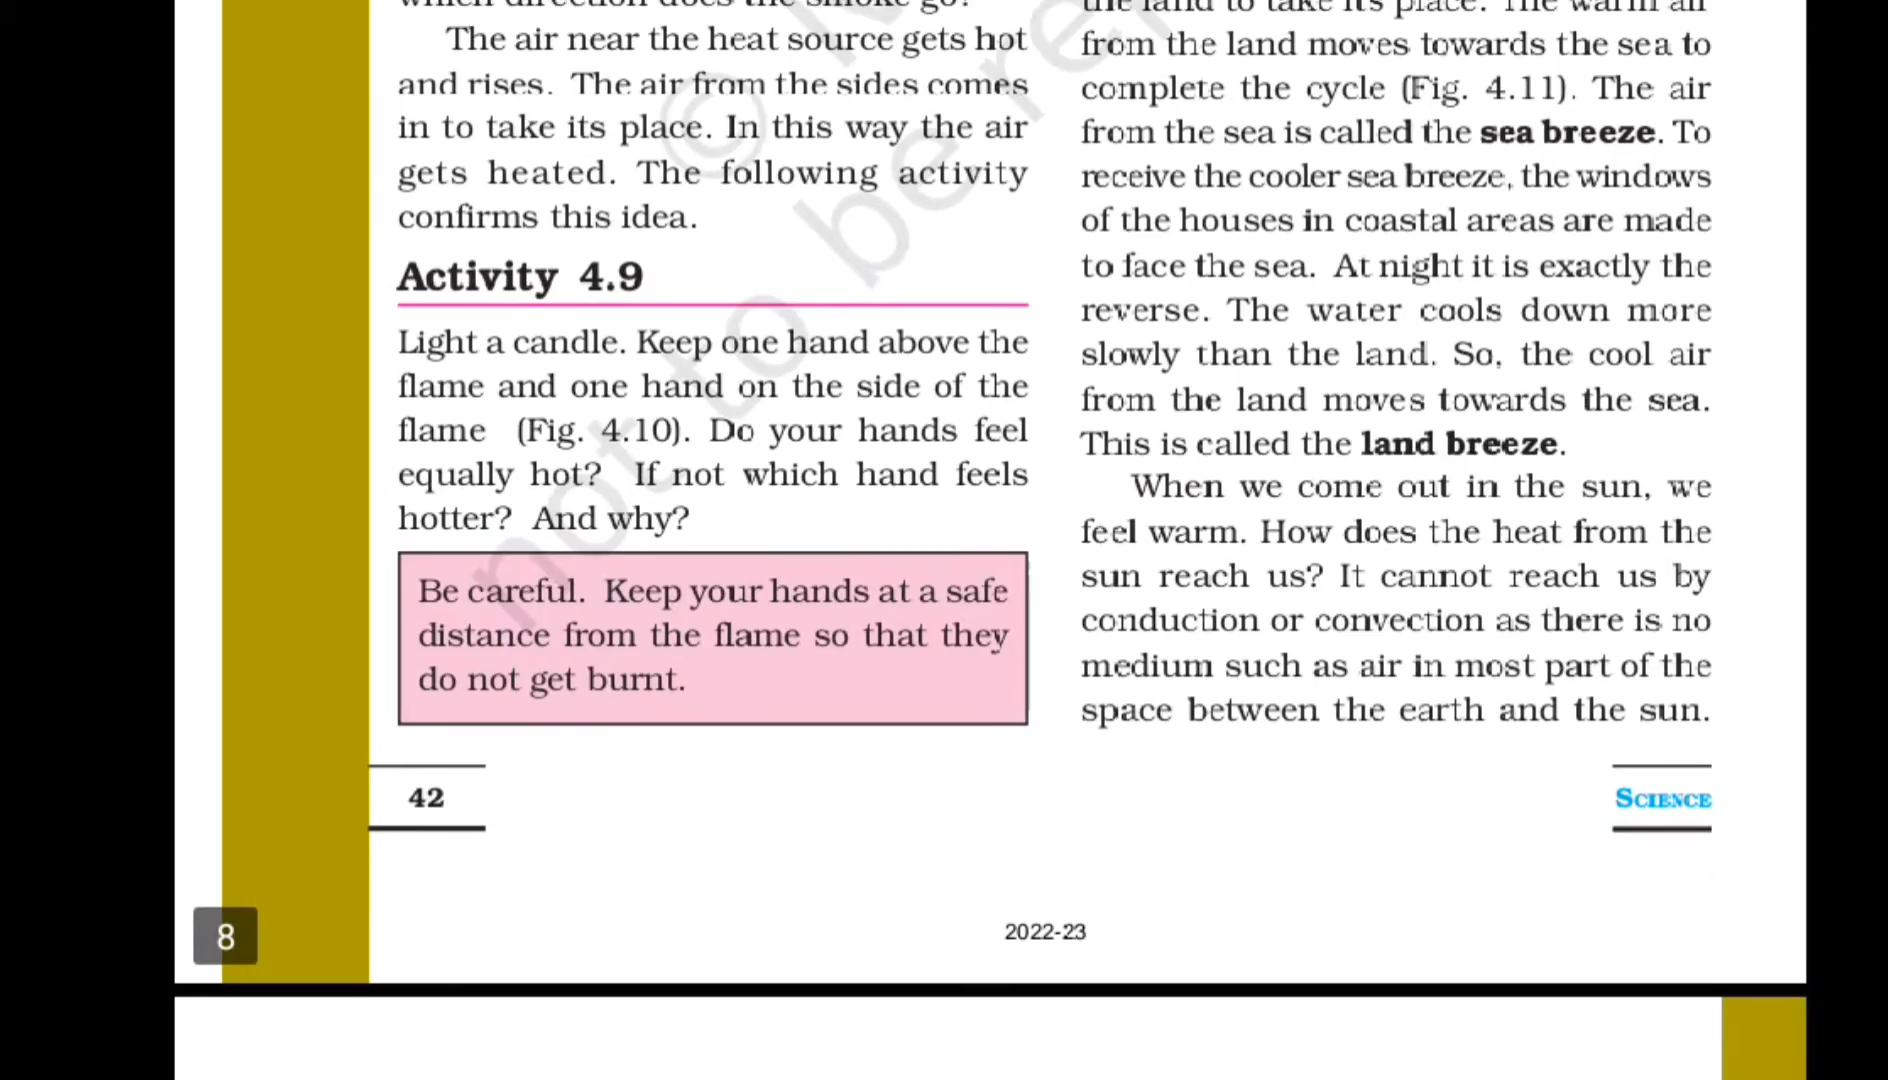 which direction does the smoke go?
The air near the heat source gets hot
and rises. The air from the sides comes
in to take its place. In this way the air
gets heated. The following activity
confirms this idea.
Activity 4.9
Light a candle. Keep one hand above the
flame and one hand on the side of the
flame (Fig. 4.10). Do your hands feel
equally hot? If not which hand feels
hotter? And why?
Be careful. Keep your hands at a safe
distance from the flame so that they
do not get burnt.
42
the land to take its place. The warm air
from the land moves towards the sea to
complete the cycle (Fig. 4.11). The air
from the sea is called the sea breeze. To
receive the cooler sea breeze, the windows
of the houses in coastal areas are made
to face the sea. At night it is exactly the
reverse. The water cools down more
slowly than the land. So, the cool air
from the land moves towards the sea.
This is called the land breeze.
When we come out in the sun, we
feel warm. How does the heat from the
sun reach us? It cannot reach us by
conduction or convection as there is no
medium such as air in most part of the
space between the earth and the sun.
SCIENCE
8
2022-23
©
not to be re